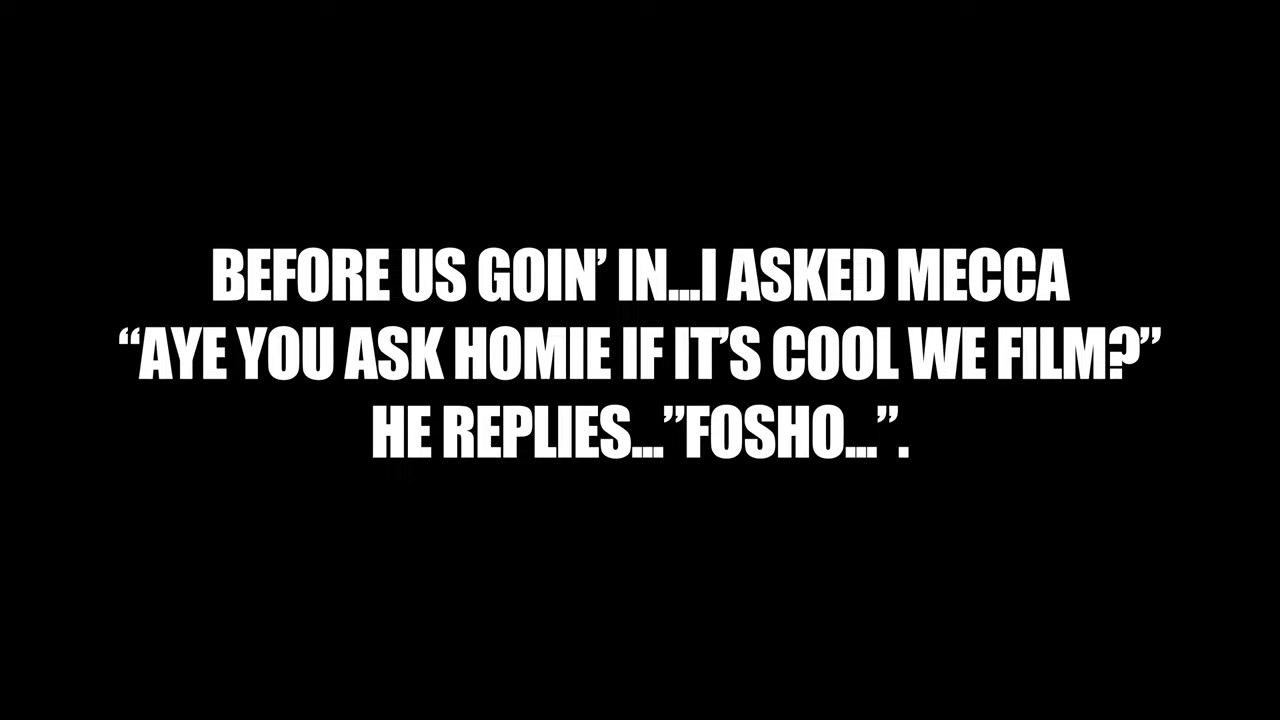 BEFORE US GOIN’ IN...I ASKED MECCA
“AYE YOU ASK HOMIE IF IT’S COOL WE FILM?”
HE REPLIES...”FOSHO...”.